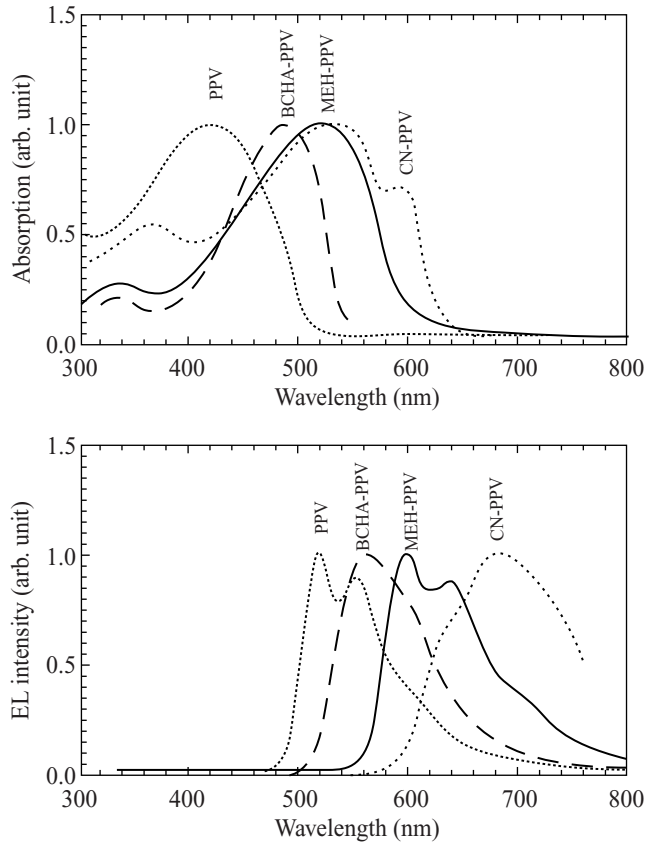 1.5
1.0
0.5
0.0
Absorption (arb. unit)
PPV
BCHA-PPV
MEH-PPV
CN-PPV
300 400 500 600 700 800
Wavelength (nm)
1.5
1.0
0.5
0.0
EL intensity (arb. unit)
PPV
BCHA-PPV
MEH-PPV
CN-PPV
300 400 500 600 700 800
Wavelength (nm)